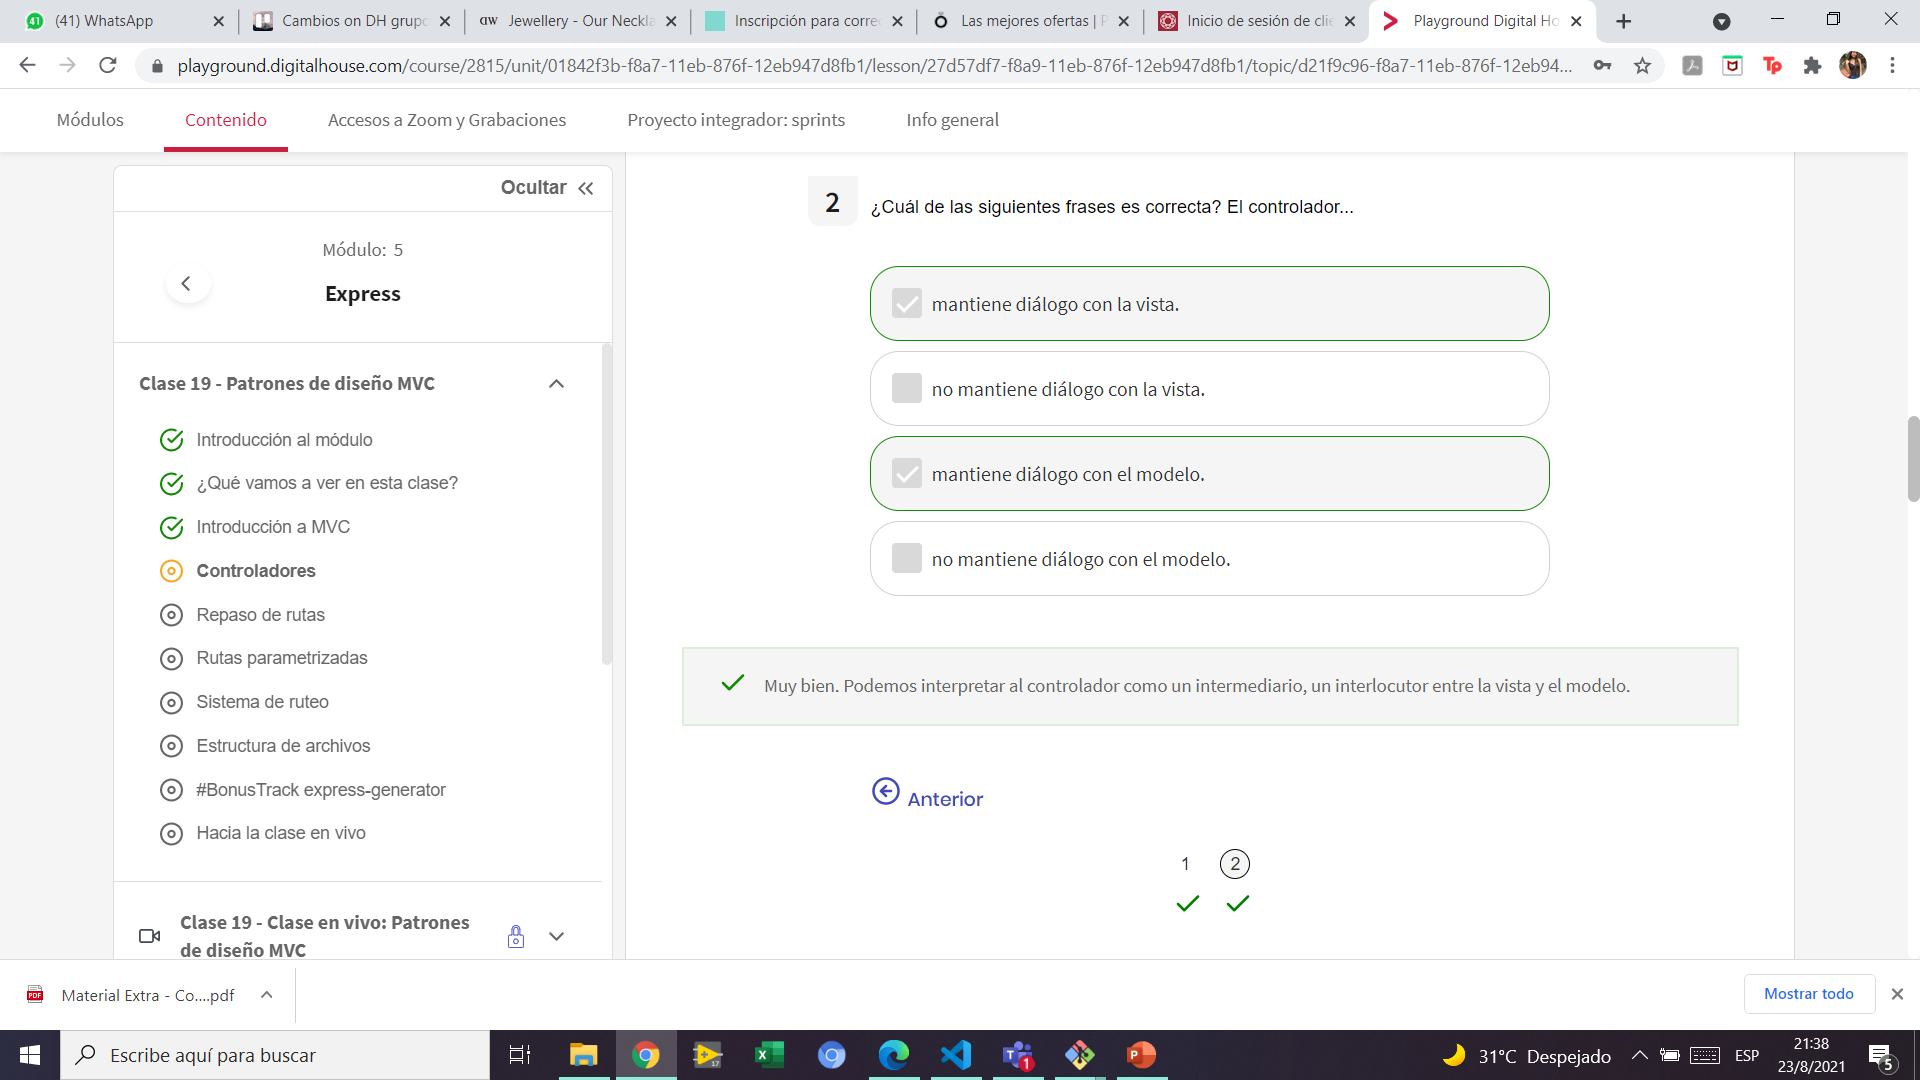 (41) WhatsApp
Cambios on DH grupo
Jewellery - Our Neckla
Inscripción para correc
Las mejores ofertas | P
Inicio de sesión de clie
Playground Digital Ho
playground.digitalhouse.com/course/2815/unit/01842f3b-f8a7-11eb-876f-12eb947d8fb1/lesson/27d57df7-f8a9-11eb-876f-12eb947d8fb1/topic/d21f9c96-f8a7-11eb-876f-12eb94...
Módulos
Contenido
Accesos a Zoom y Grabaciones
Proyecto integrador: sprints
Info general
Ocultar
Módulo: 5
Express
Clase 19 - Patrones de diseño MVC
Introducción al módulo
¿Qué vamos a ver en esta clase?
Introducción a MVC
Controladores
Repaso de rutas
Rutas parametrizadas
Sistema de ruteo
Estructura de archivos
#BonusTrack express-generator
Hacia la clase en vivo
Clase 19 - Clase en vivo: Patrones
de diseño MVC
2
¿Cuál de las siguientes frases es correcta? El controlador...
mantiene diálogo con la vista.
no mantiene diálogo con la vista.
mantiene diálogo con el modelo.
no mantiene diálogo con el modelo.
Muy bien. Podemos interpretar al controlador como un intermediario, un interlocutor entre la vista y el modelo.
Anterior
1
2
Material Extra - Co....pdf
Mostrar todo
Escribe aquí para buscar
31°C Despejado
ESP
21:38
23/8/2021
5